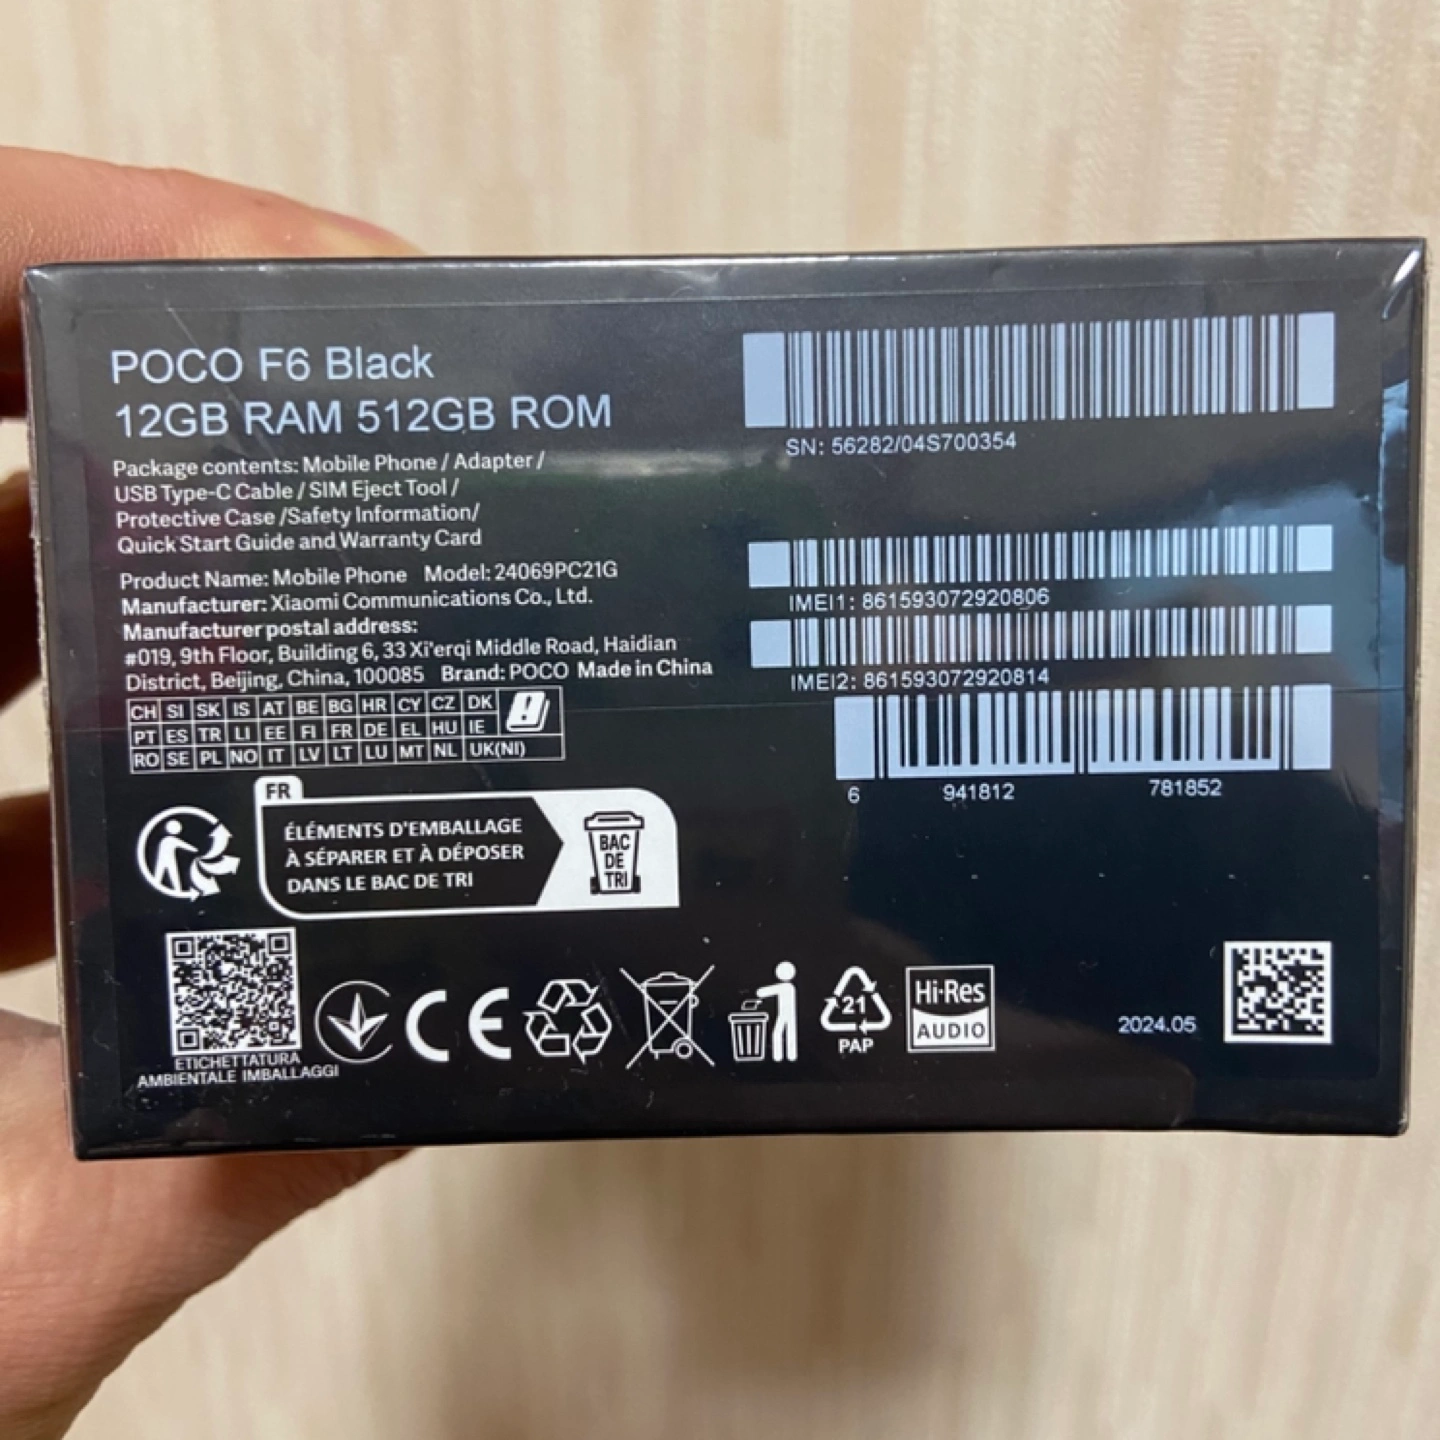 POCO F6 Black
12GB RAM 512GB ROM
Package contents: Mobile Phone / Adapter /
USB Type-C Cable / SIM Eject Tool /
Protective Case /Safety Information/
Quick Start Guide and Warranty Card
Product Name: Mobile Phone Model: 24069PC21G
Manufacturer: Xiaomi Communications Co., Ltd.
Manufacturer postal address:
#019, 9th Floor, Building 6, 33 Xi'erqi Middle Road, Haidian
District, Beijing, China, 100085 Brand: POCO Made in China
CH SI SK IS AT BE BG HR CY CZ DK
PT ES TR LI EE FI FR DE EL HU IE
RO SE PL NO IT LV LT LU MT NL UK(NI)
FR
ÉLÉMENTS D'EMBALLAGE
À SÉPARER ET À DÉPOSER
DANS LE BAC DE TRI
BAC
DE
TRI
ETICHETTATURA
AMBIENTALE IMBALLAGGI
CE
21
PAP
Hi-Res
AUDIO
SN: 56282/04S700354
IMEI1: 861593072920806
IMEI2: 861593072920814
6 941812 781852
2024.05